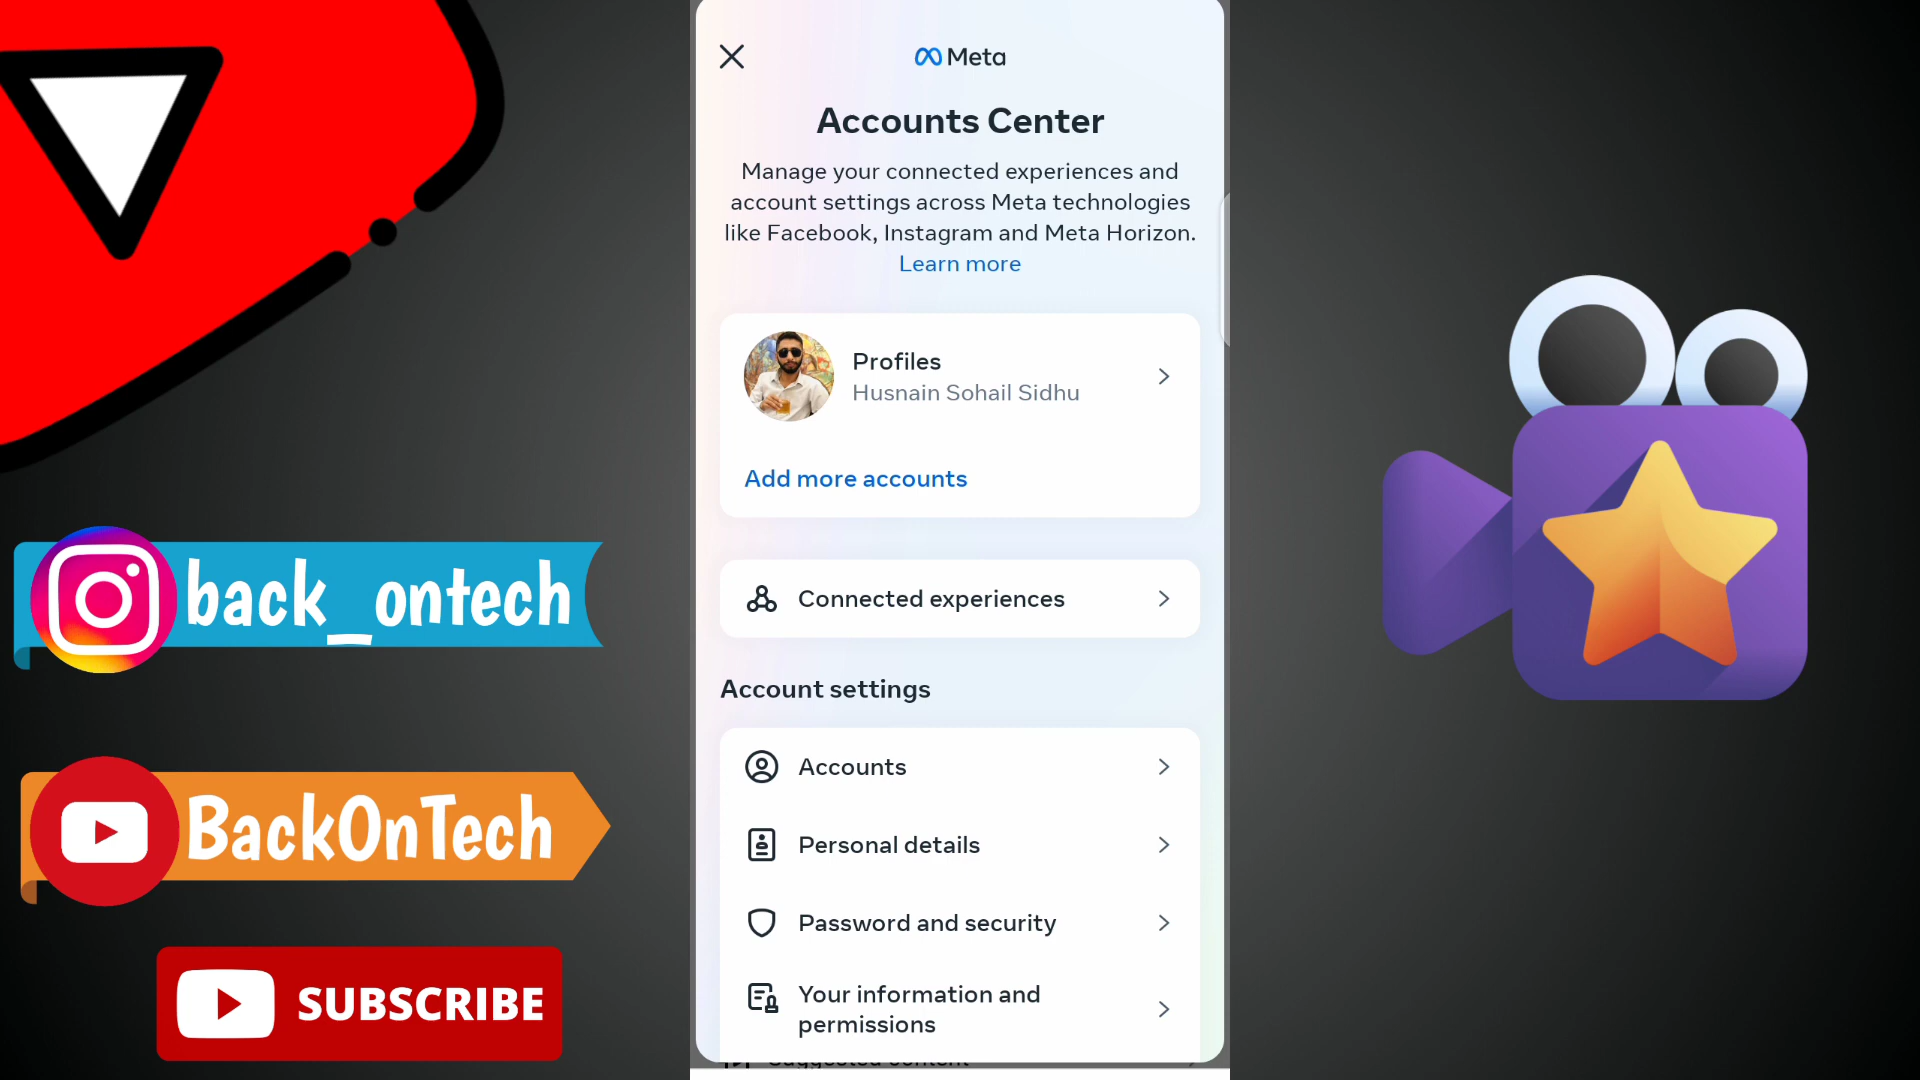 Meta
Accounts Center
Manage your connected experiences and
account settings across Meta technologies
like Facebook, Instagram and Meta Horizon.
Learn more
Profiles
Husnain Sohail Sidhu
Add more accounts
Connected experiences
Account settings
Accounts
Personal details
Password and security
Your information and
permissions
back_ontech
BackOnTech
SUBSCRIBE